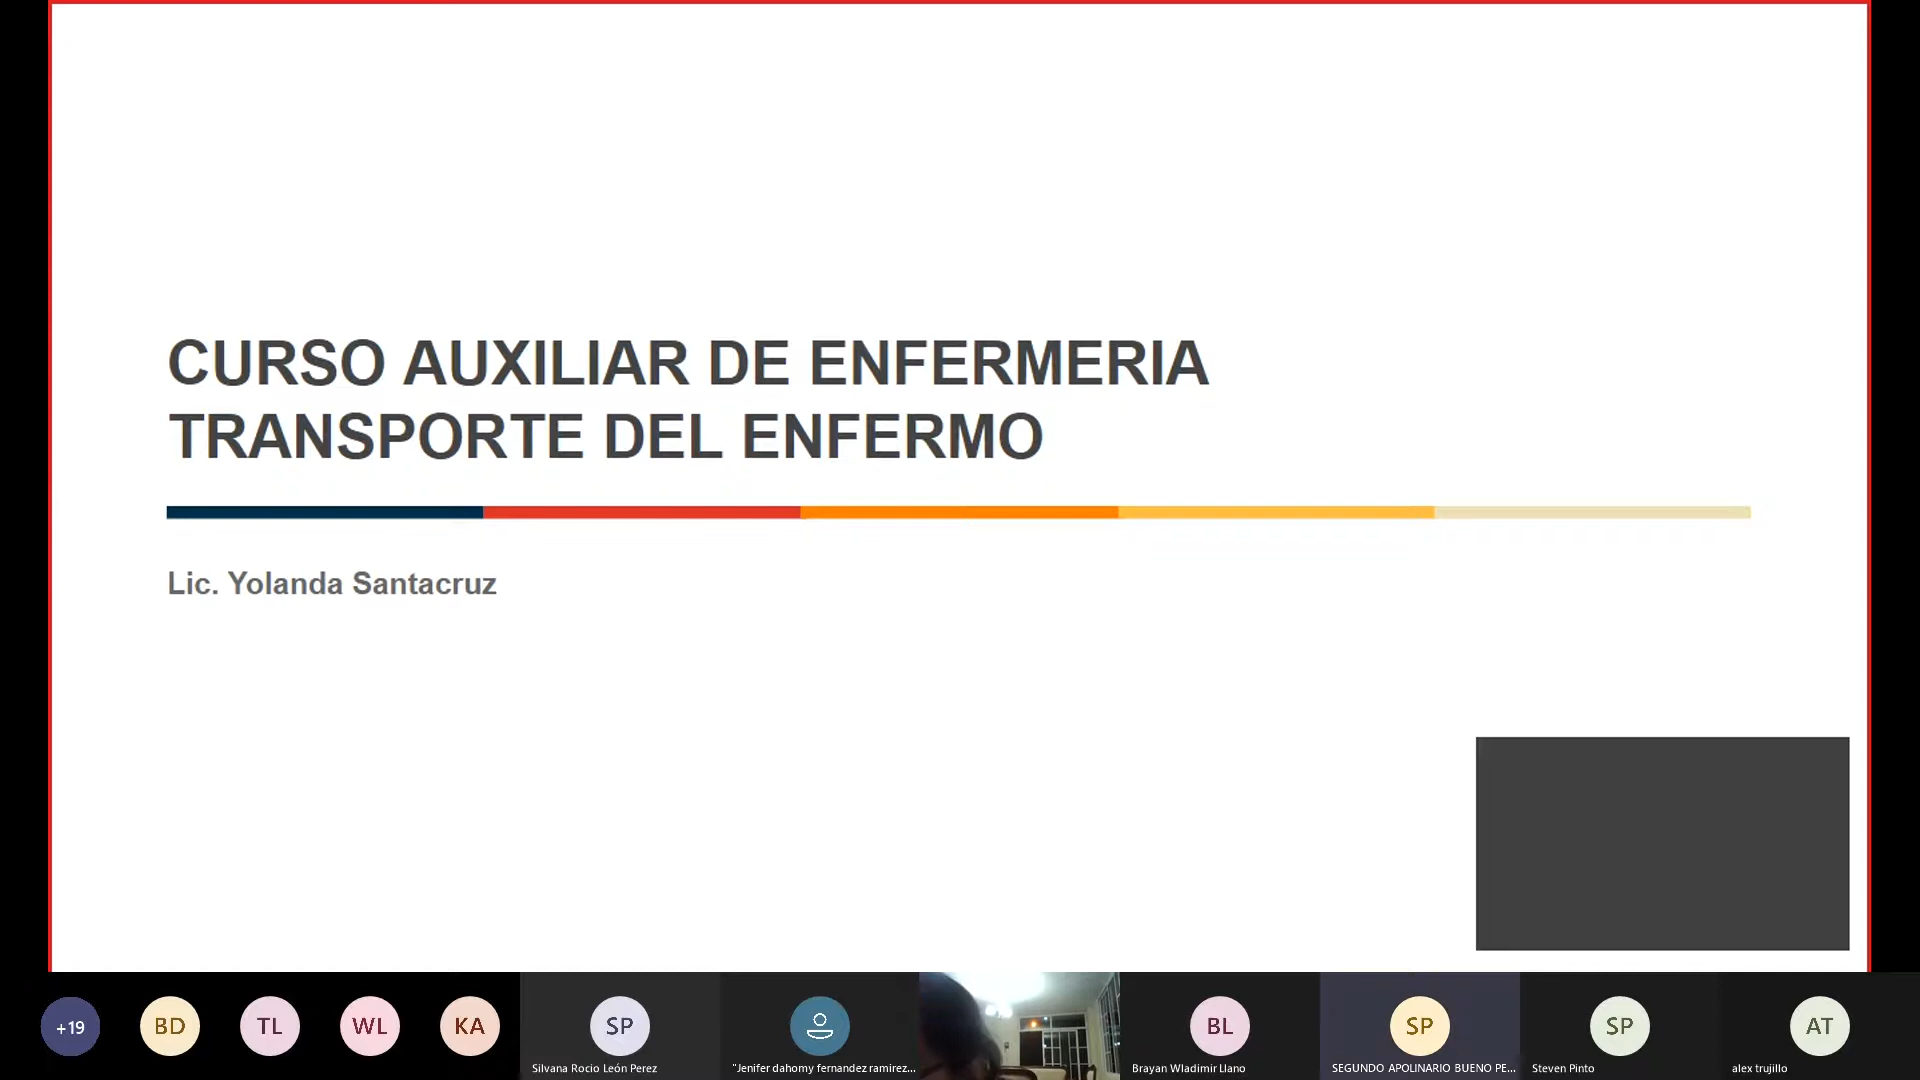 CURSO AUXILIAR DE ENFERMERIA
TRANSPORTE DEL ENFERMO
Lic. Yolanda Santacruz
+19
BD
TL
WL
KA
SP
BL
SP
SP
AT
Silvana Rocio León Perez
"Jenifer dahomy fernandez ramirez...
Brayan Wladimir Llano
SEGUNDO APOLINARIO BUENO PE...
Steven Pinto
alex trujillo